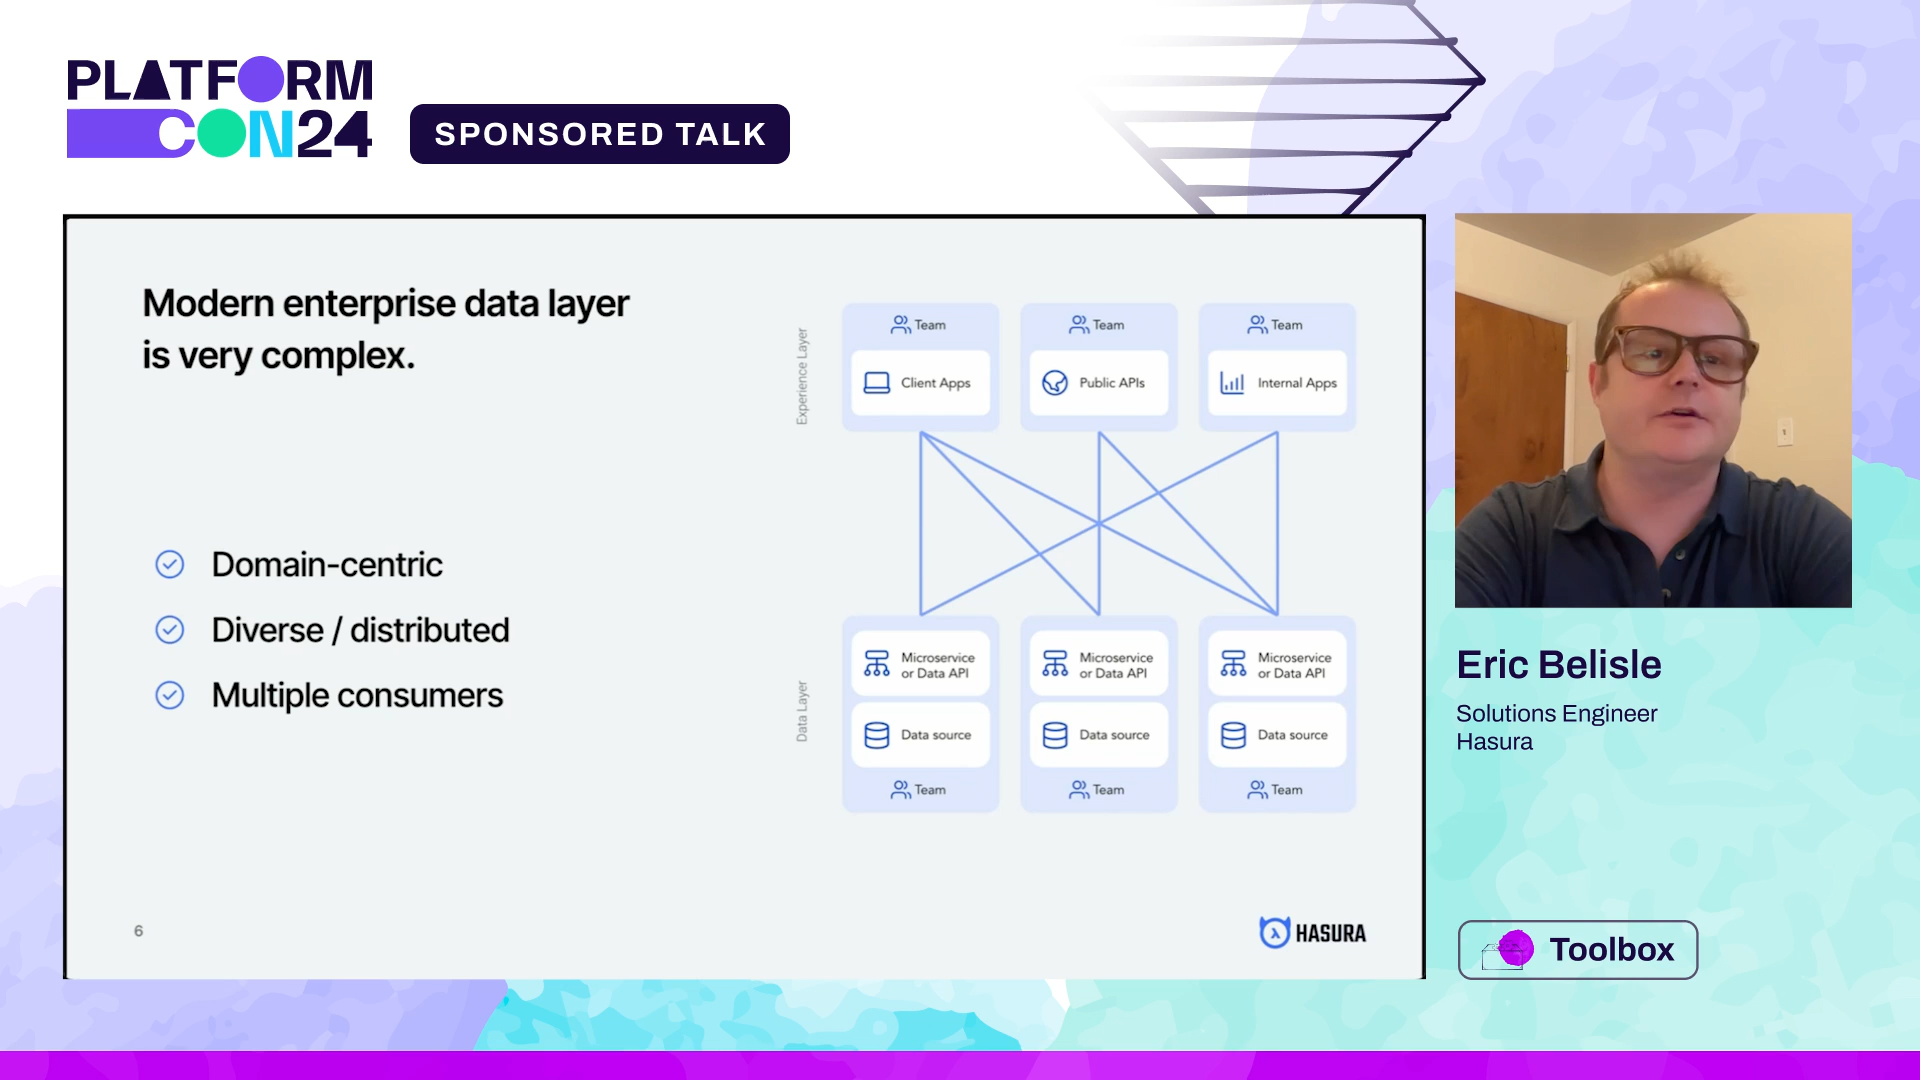 PLATFORM
CON24
SPONSORED TALK
Modern enterprise data layer
is very complex.
Domain-centric
Diverse / distributed
Multiple consumers
6
Experience Layer
Team
Client Apps
Team
Public APIs
Team
Internal Apps
Data Layer
Microservice
or Data API
Data source
Team
Microservice
or Data API
Data source
Team
Microservice
or Data API
Data source
Team
HASURA
Eric Belisle
Solutions Engineer
Hasura
Toolbox